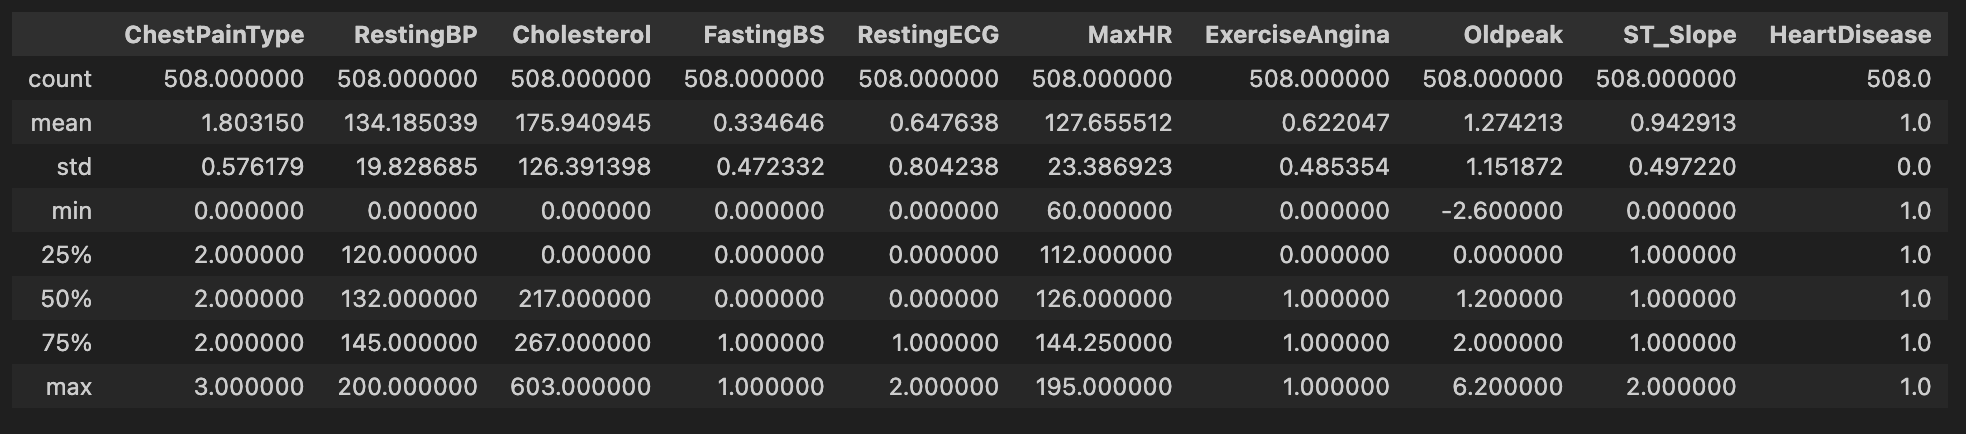 ChestPainType RestingBP Cholesterol FastingBS RestingECG MaxHR ExerciseAngina Oldpeak ST_Slope HeartDisease
count 508.000000 508.000000 508.000000 508.000000 508.000000 508.000000 508.000000 508.000000 508.000000 508.0
mean 1.803150 134.185039 175.940945 0.334646 0.647638 127.655512 0.622047 1.274213 0.942913 1.0
std 0.576179 19.828685 126.391398 0.472332 0.804238 23.386923 0.485354 1.151872 0.497220 0.0
min 0.000000 0.000000 0.000000 0.000000 0.000000 60.000000 0.000000 -2.600000 0.000000 1.0
25% 2.000000 120.000000 0.000000 0.000000 0.000000 112.000000 0.000000 0.000000 1.000000 1.0
50% 2.000000 132.000000 217.000000 0.000000 0.000000 126.000000 1.000000 1.200000 1.000000 1.0
75% 2.000000 145.000000 267.000000 1.000000 1.000000 144.250000 1.000000 2.000000 1.000000 1.0
max 3.000000 200.000000 603.000000 1.000000 2.000000 195.000000 1.000000 6.200000 2.000000 1.0